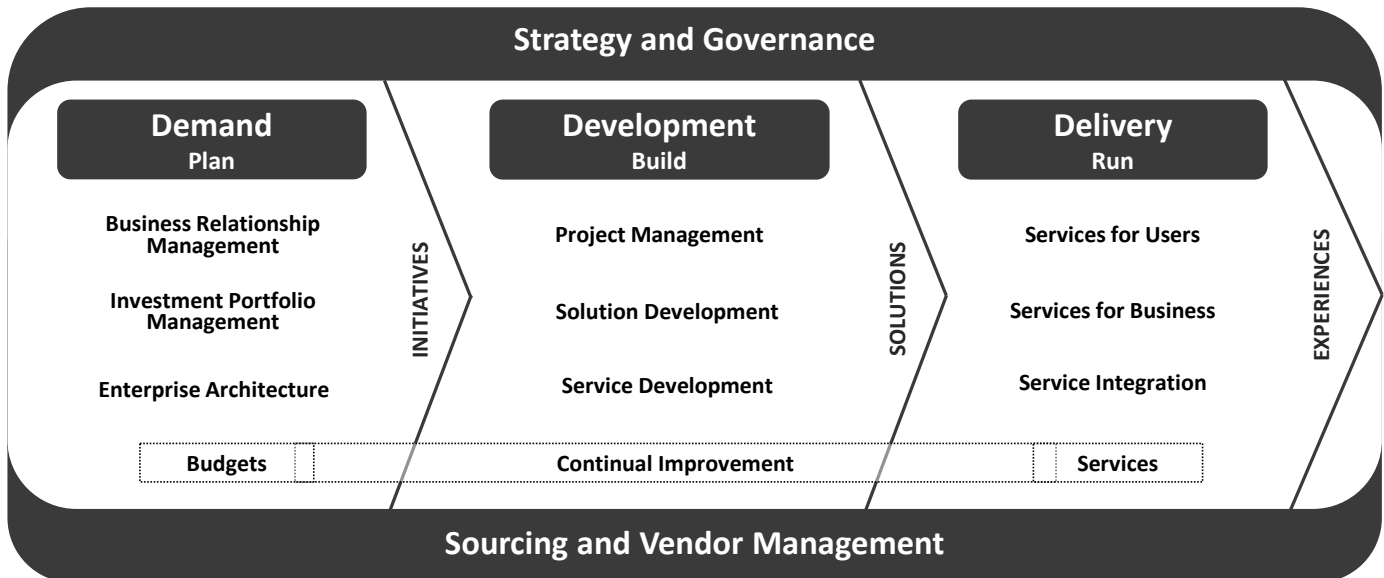 Strategy and Governance
Demand
Plan
Business Relationship
Management
Investment Portfolio
Management
Enterprise Architecture
INITIATIVES
Development
Build
Project Management
Solution Development
Service Development
SOLUTIONS
Delivery
Run
Services for Users
Services for Business
Service Integration
EXPERIENCES
Budgets
Continual Improvement
Services
Sourcing and Vendor Management